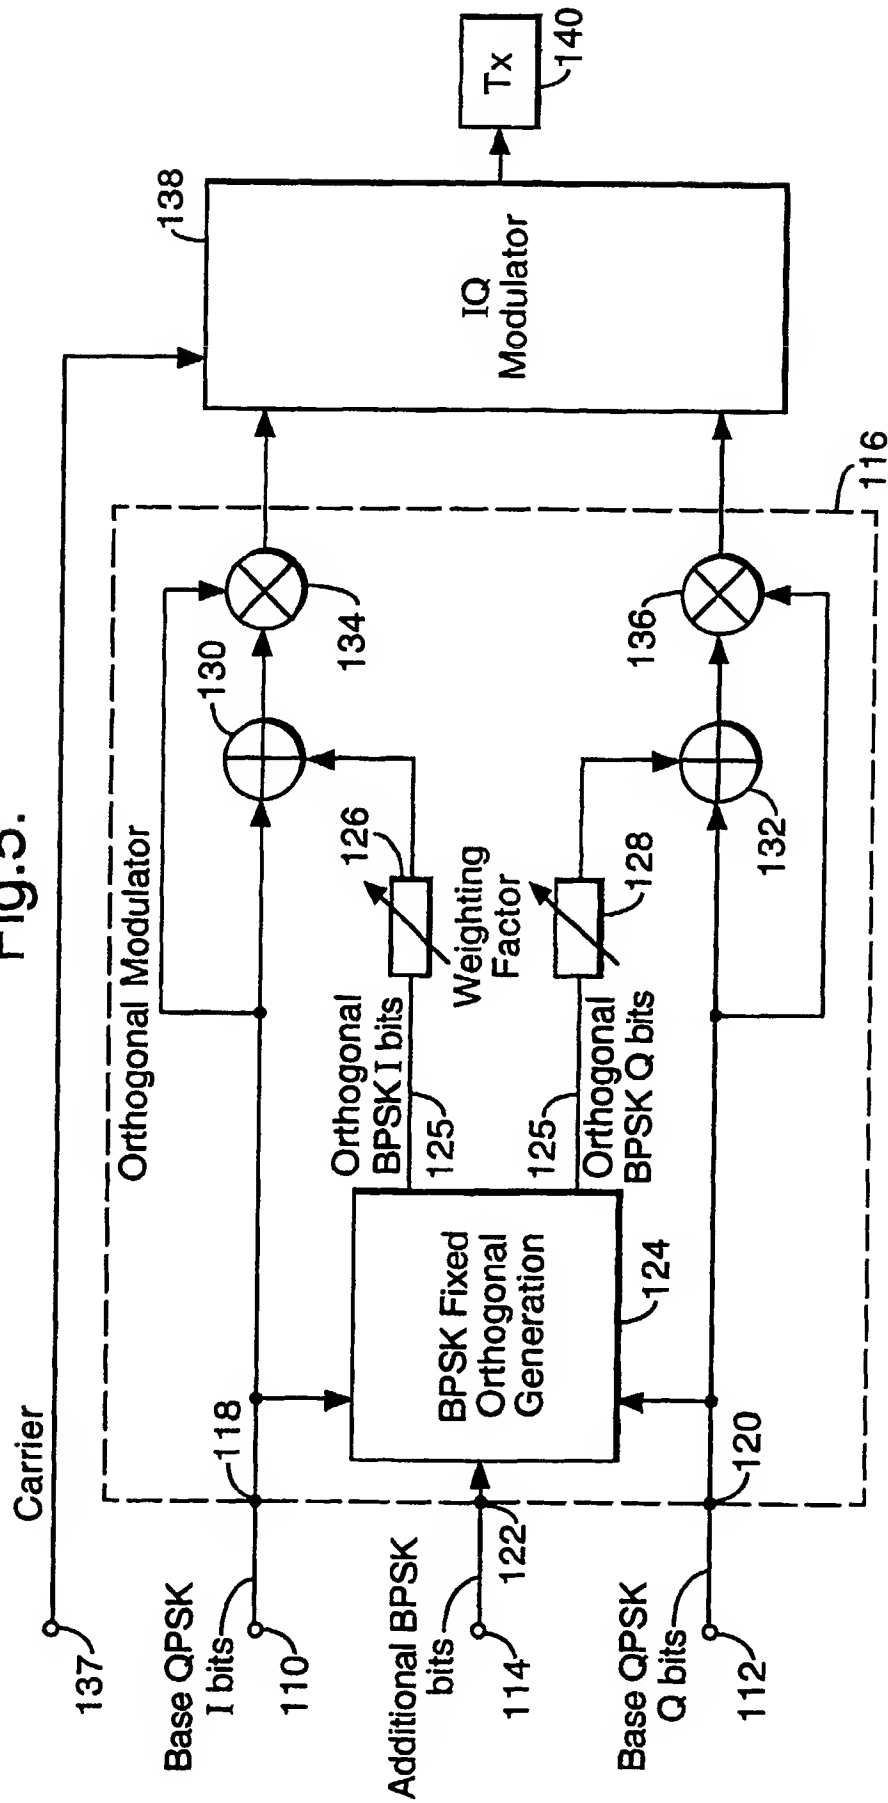 Fig.5.
Carrier
137
Base QPSK
I bits
110
118
Additional BPSK
bits
114
122
Base QPSK
Q bits
112
120
Orthogonal Modulator
BPSK Fixed
Orthogonal
Generation
124
Orthogonal
BPSK I bits
125
125
Orthogonal
BPSK Q bits
126
Weighting
Factor
128
130
132
134
136
116
138
IQ
Modulator
Tx
140